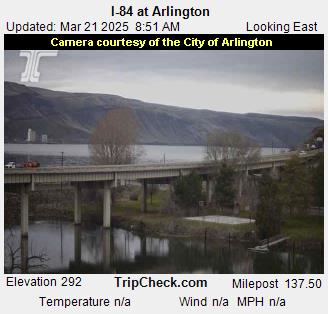 I-84 at Arlington
Updated: Mar 21 2025 8:51 AM Looking East
Camera courtesy of the City of Arlington
Elevation 292 TripCheck.com Milepost 137.50
Temperature n/a Wind n/a MPH n/a